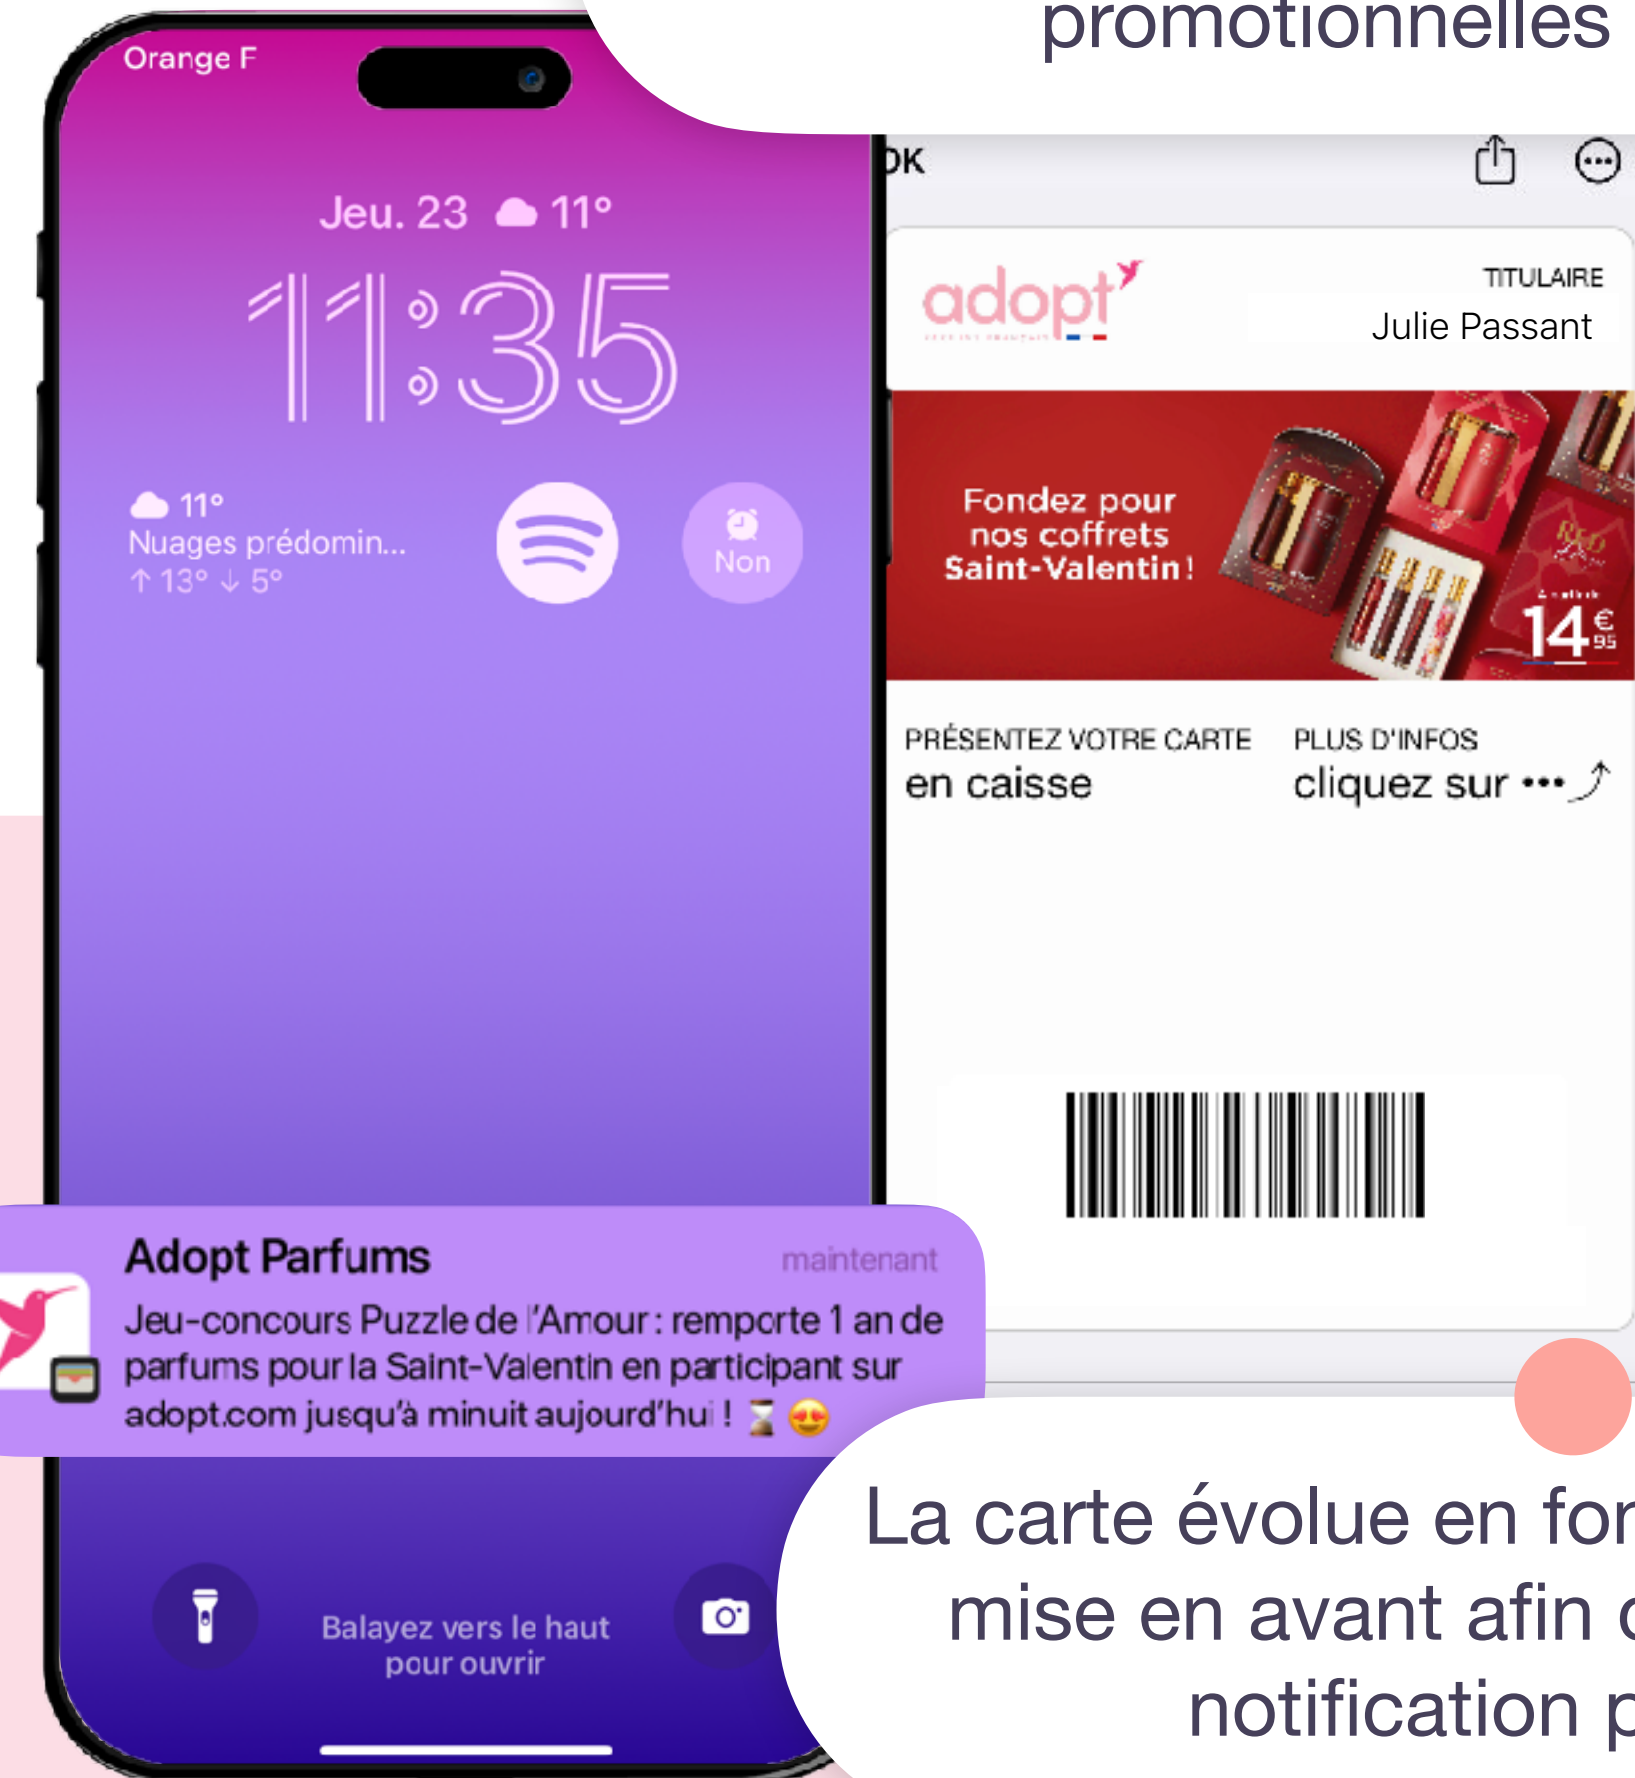 promotionnelles
Orange F
Jeu. 23 11°
11:35
11°
Nuages prédomin...
↑ 13° ↓ 5°
Non
OK
adopt
TITULAIRE
Julie Passant
Fondez pour
nos coffrets
Saint-Valentin !
14€95
PRÉSENTEZ VOTRE CARTE
en caisse
PLUS D'INFOS
cliquez sur •••
Adopt Parfums
maintenant
Jeu-concours Puzzle de l'Amour : remporte 1 an de
parfums pour la Saint-Valentin en participant sur
adopt.com jusqu'à minuit aujourd'hui ! ⌛ 😍
Balayez vers le haut
pour ouvrir
La carte évolue en
mise en avant afin
notification